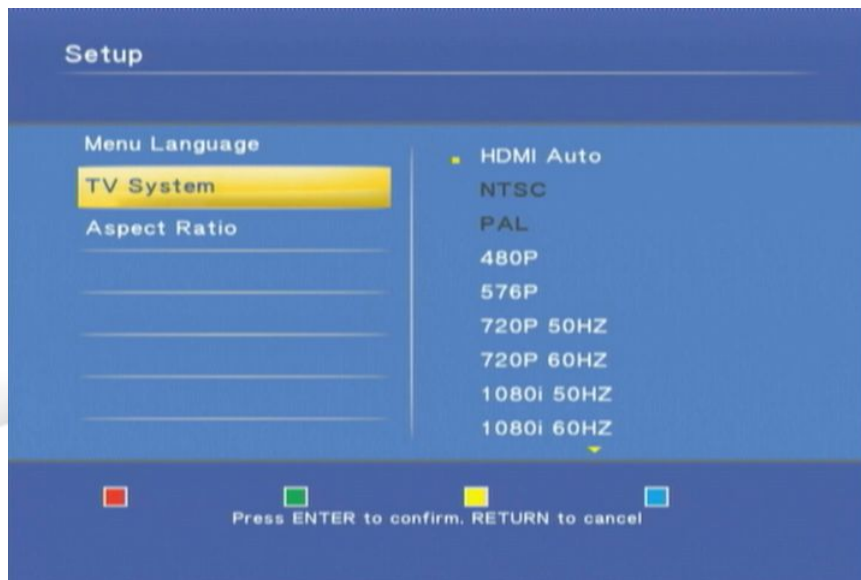 Setup
Menu Language
TV System
Aspect Ratio
HDMI Auto
NTSC
PAL
480P
576P
720P 50HZ
720P 60HZ
1080i 50HZ
1080i 60HZ
Press ENTER to confirm. RETURN to cancel